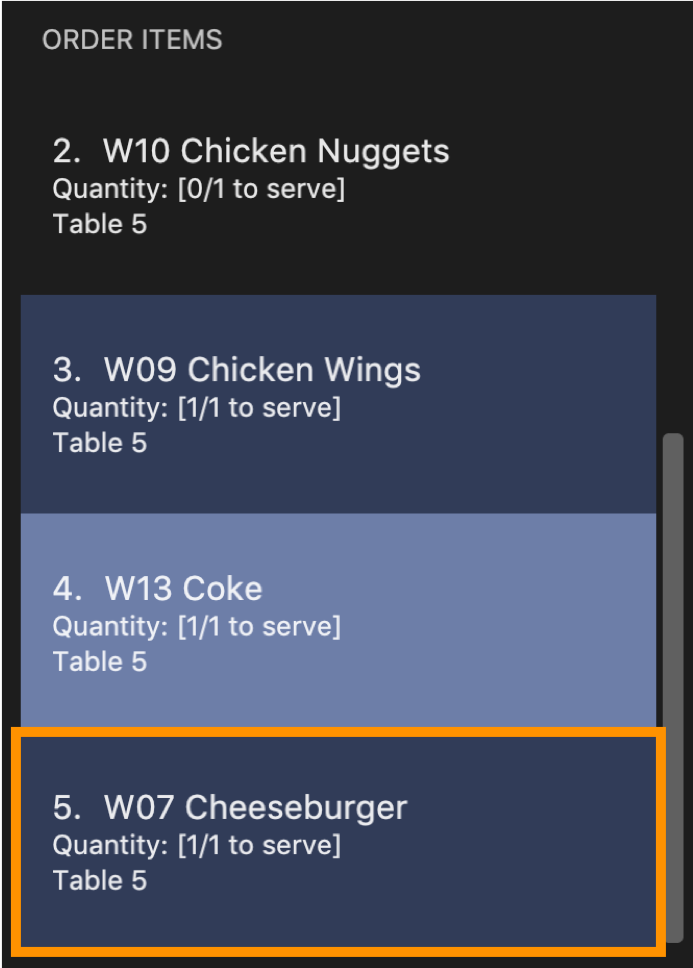 ORDER ITEMS
2. W10 Chicken Nuggets
Quantity: [0/1 to serve]
Table 5
3. W09 Chicken Wings
Quantity: [1/1 to serve]
Table 5
4. W13 Coke
Quantity: [1/1 to serve]
Table 5
5. W07 Cheeseburger
Quantity: [1/1 to serve]
Table 5